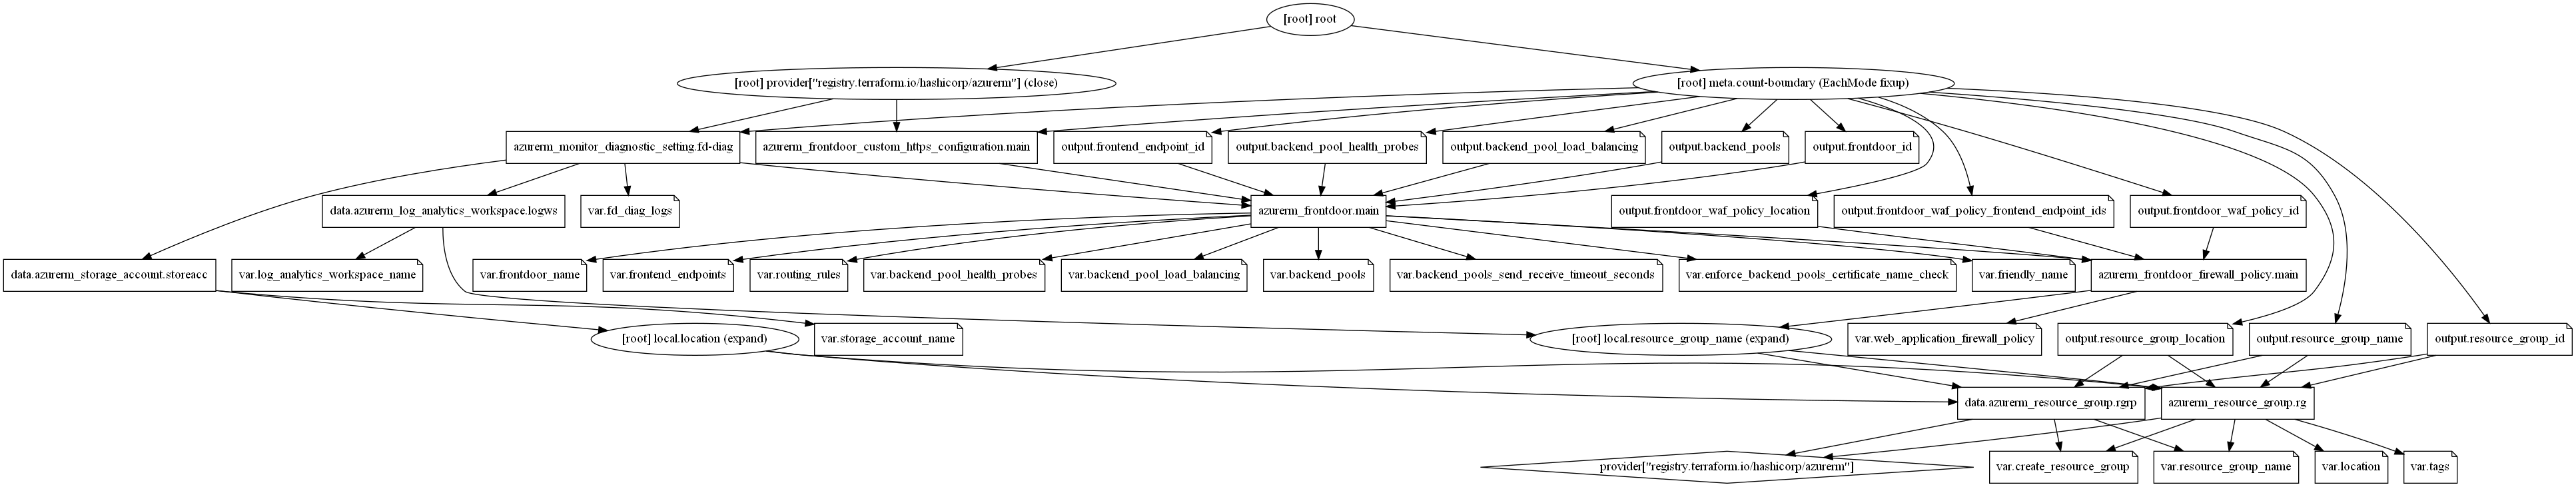 [root] root
[root] provider["registry.terraform.io/hashicorp/azurerm"] (close)
[root] meta.count-boundary (EachMode fixup)
azurerm_monitor_diagnostic_setting.fd-diag
azurerm_frontdoor_custom_https_configuration.main
output.frontend_endpoint_id
output.backend_pool_health_probes
output.backend_pool_load_balancing
output.backend_pools
output.frontdoor_id
data.azurerm_log_analytics_workspace.logws
var.fd_diag_logs
azurerm_frontdoor.main
output.frontdoor_waf_policy_location
output.frontdoor_waf_policy_frontend_endpoint_ids
output.frontdoor_waf_policy_id
data.azurerm_storage_account.storeacc
var.log_analytics_workspace_name
var.frontdoor_name
var.frontend_endpoints
var.routing_rules
var.backend_pool_health_probes
var.backend_pool_load_balancing
var.backend_pools
var.backend_pools_send_receive_timeout_seconds
var.enforce_backend_pools_certificate_name_check
var.friendly_name
azurerm_frontdoor_firewall_policy.main
[root] local.location (expand)
var.storage_account_name
[root] local.resource_group_name (expand)
var.web_application_firewall_policy
output.resource_group_location
output.resource_group_name
output.resource_group_id
data.azurerm_resource_group.rgrp
azurerm_resource_group.rg
provider["registry.terraform.io/hashicorp/azurerm"]
var.create_resource_group
var.resource_group_name
var.location
var.tags